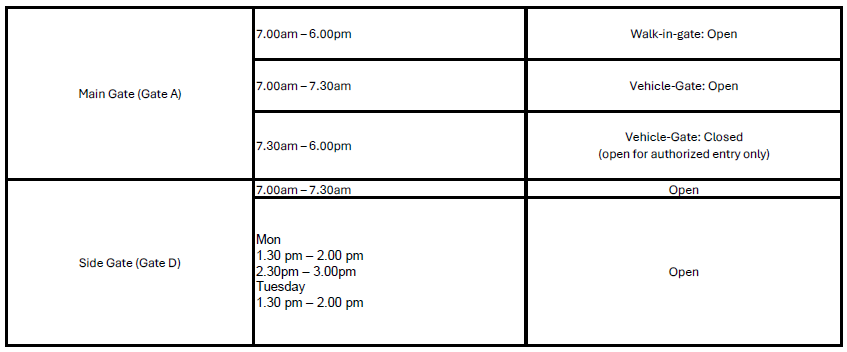 7.00am – 6.00pm
Walk-in-gate: Open
Main Gate (Gate A)
7.00am – 7.30am
Vehicle-Gate: Open
7.30am – 6.00pm
Vehicle-Gate: Closed
(open for authorized entry only)
7.00am – 7.30am
Open
Side Gate (Gate D)
Mon
1.30 pm – 2.00 pm
2.30pm – 3.00pm
Tuesday
1.30 pm – 2.00 pm
Open